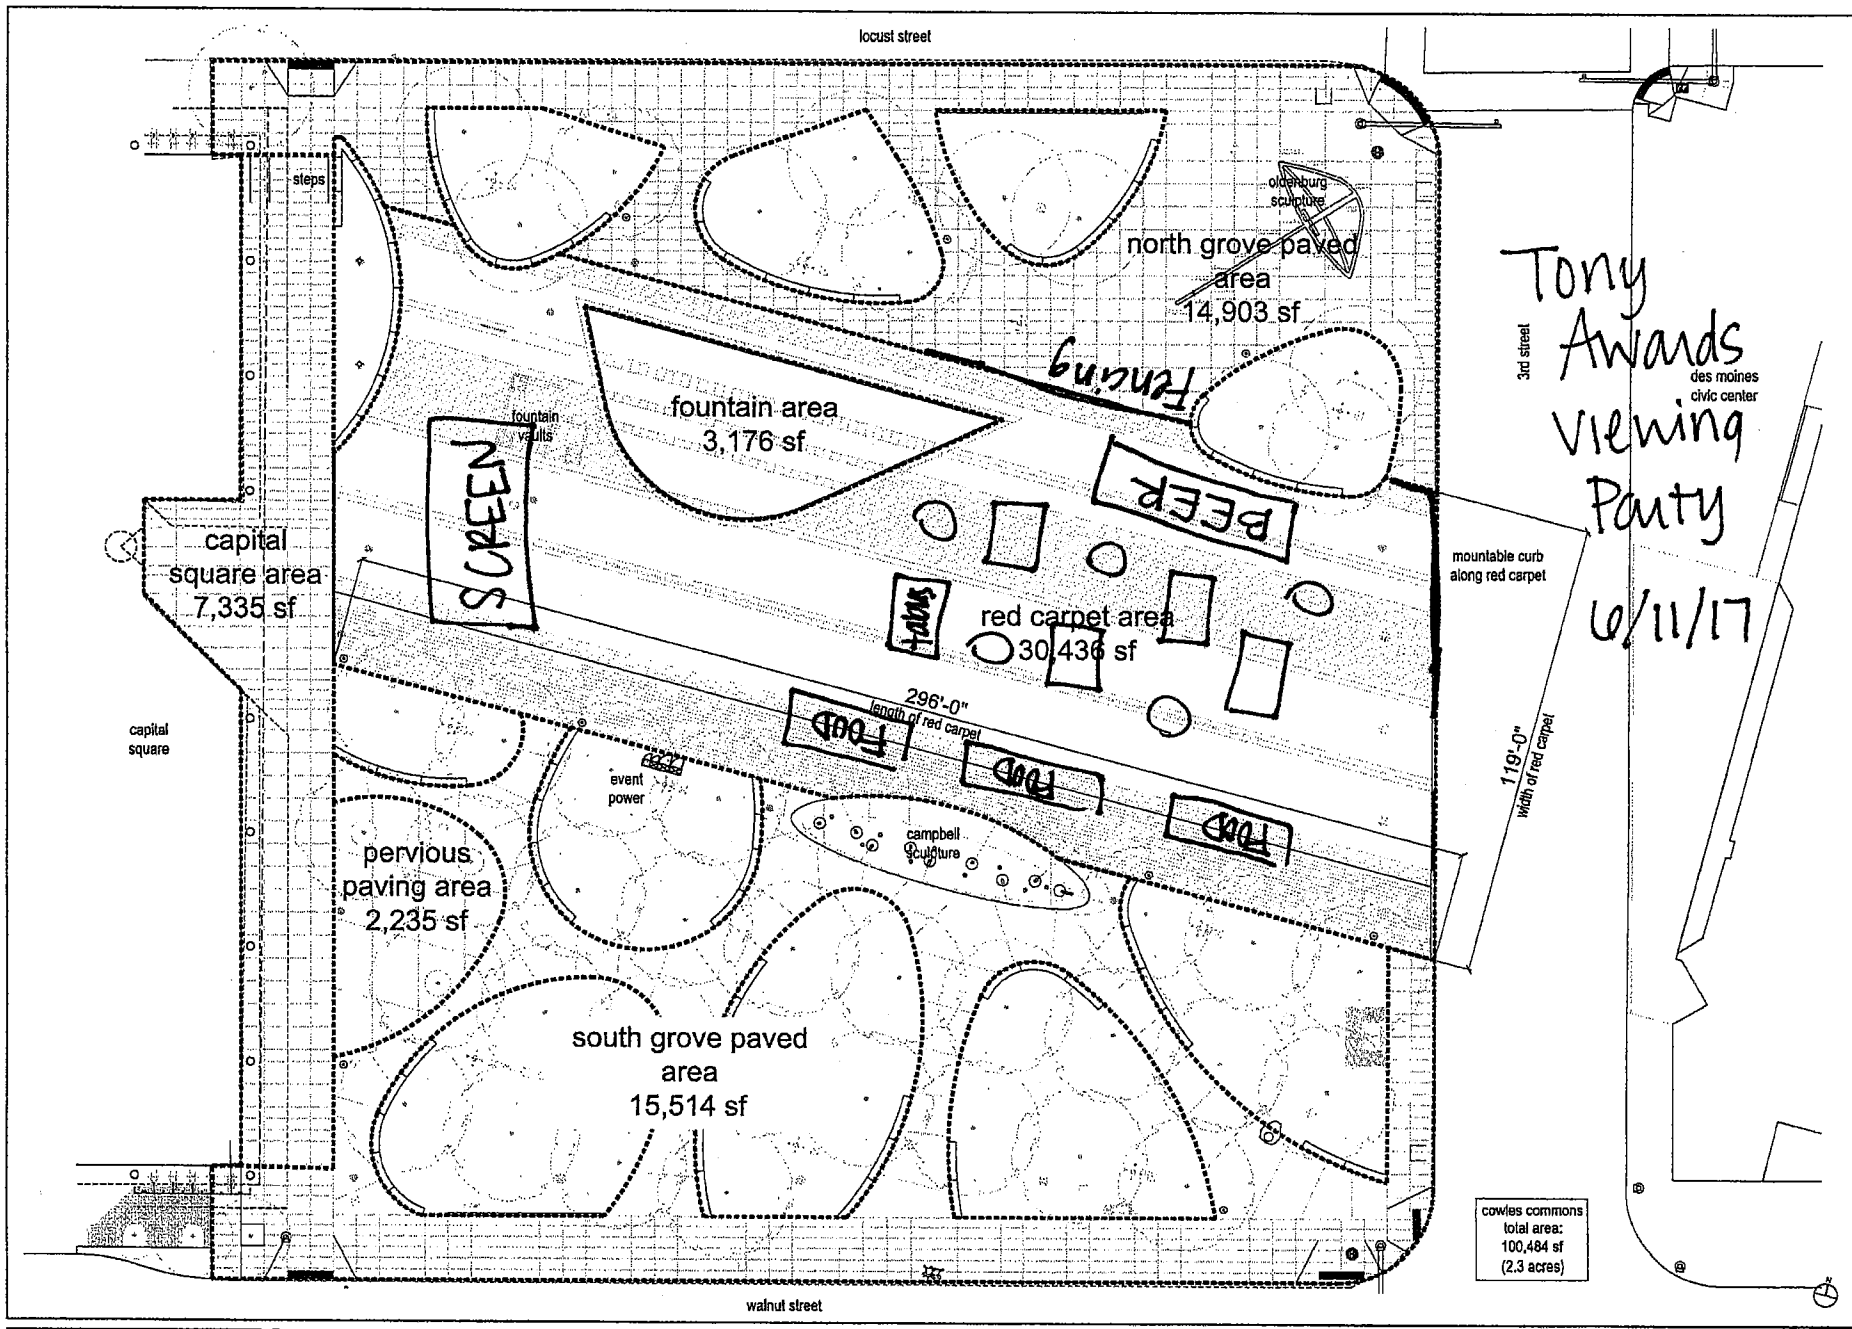 locust street
steps
oldenburg
sculpture
north grove paved
area
14,903 sf
Tony
Awards
Viewing
Party
6/11/17
3rd street
des moines
civic center
Fencing
fountain area
3,176 sf
fountain
vaults
SCREEN
BEER
capital
square area
7,335 sf
mountable curb
along red carpet
tables
red carpet area
30,436 sf
296'-0"
length of red carpet
119'-0"
width of red carpet
FOOD
FOOD
FOOD
capital
square
event
power
campbell
sculpture
pervious
paving area
2,235 sf
south grove paved
area
15,514 sf
cowles commons
total area:
100,484 sf
(2.3 acres)
walnut street